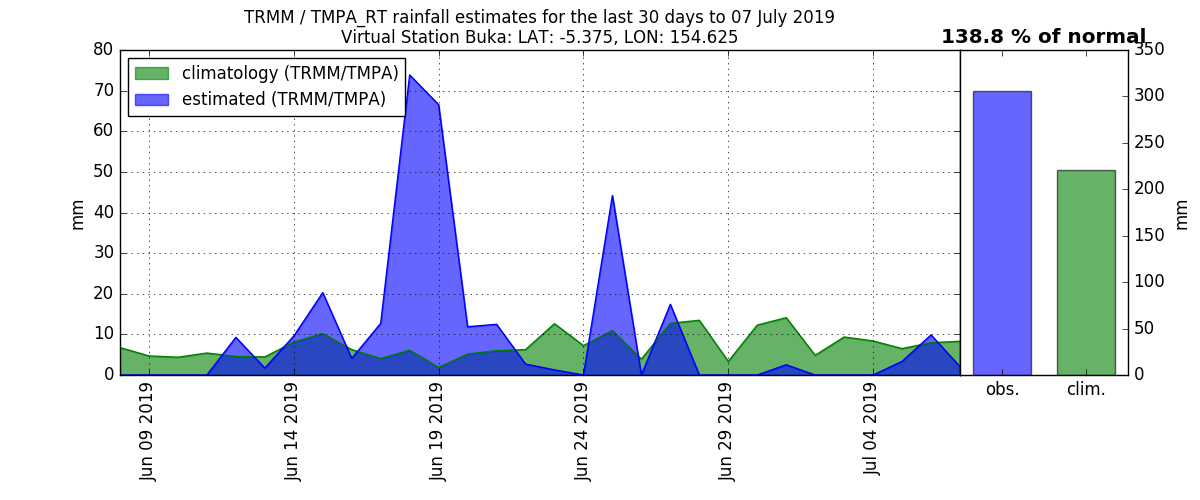 TRMM / TMPA_RT rainfall estimates for the last 30 days to 07 July 2019
Virtual Station Buka: LAT: -5.375, LON: 154.625
138.8 % of normal
climatology (TRMM/TMPA)
estimated (TRMM/TMPA)
80
70
60
50
40
30
20
10
0
mm
Jun 09 2019
Jun 14 2019
Jun 19 2019
Jun 24 2019
Jun 29 2019
Jul 04 2019
obs.
clim.
350
300
250
200
150
100
50
0
mm